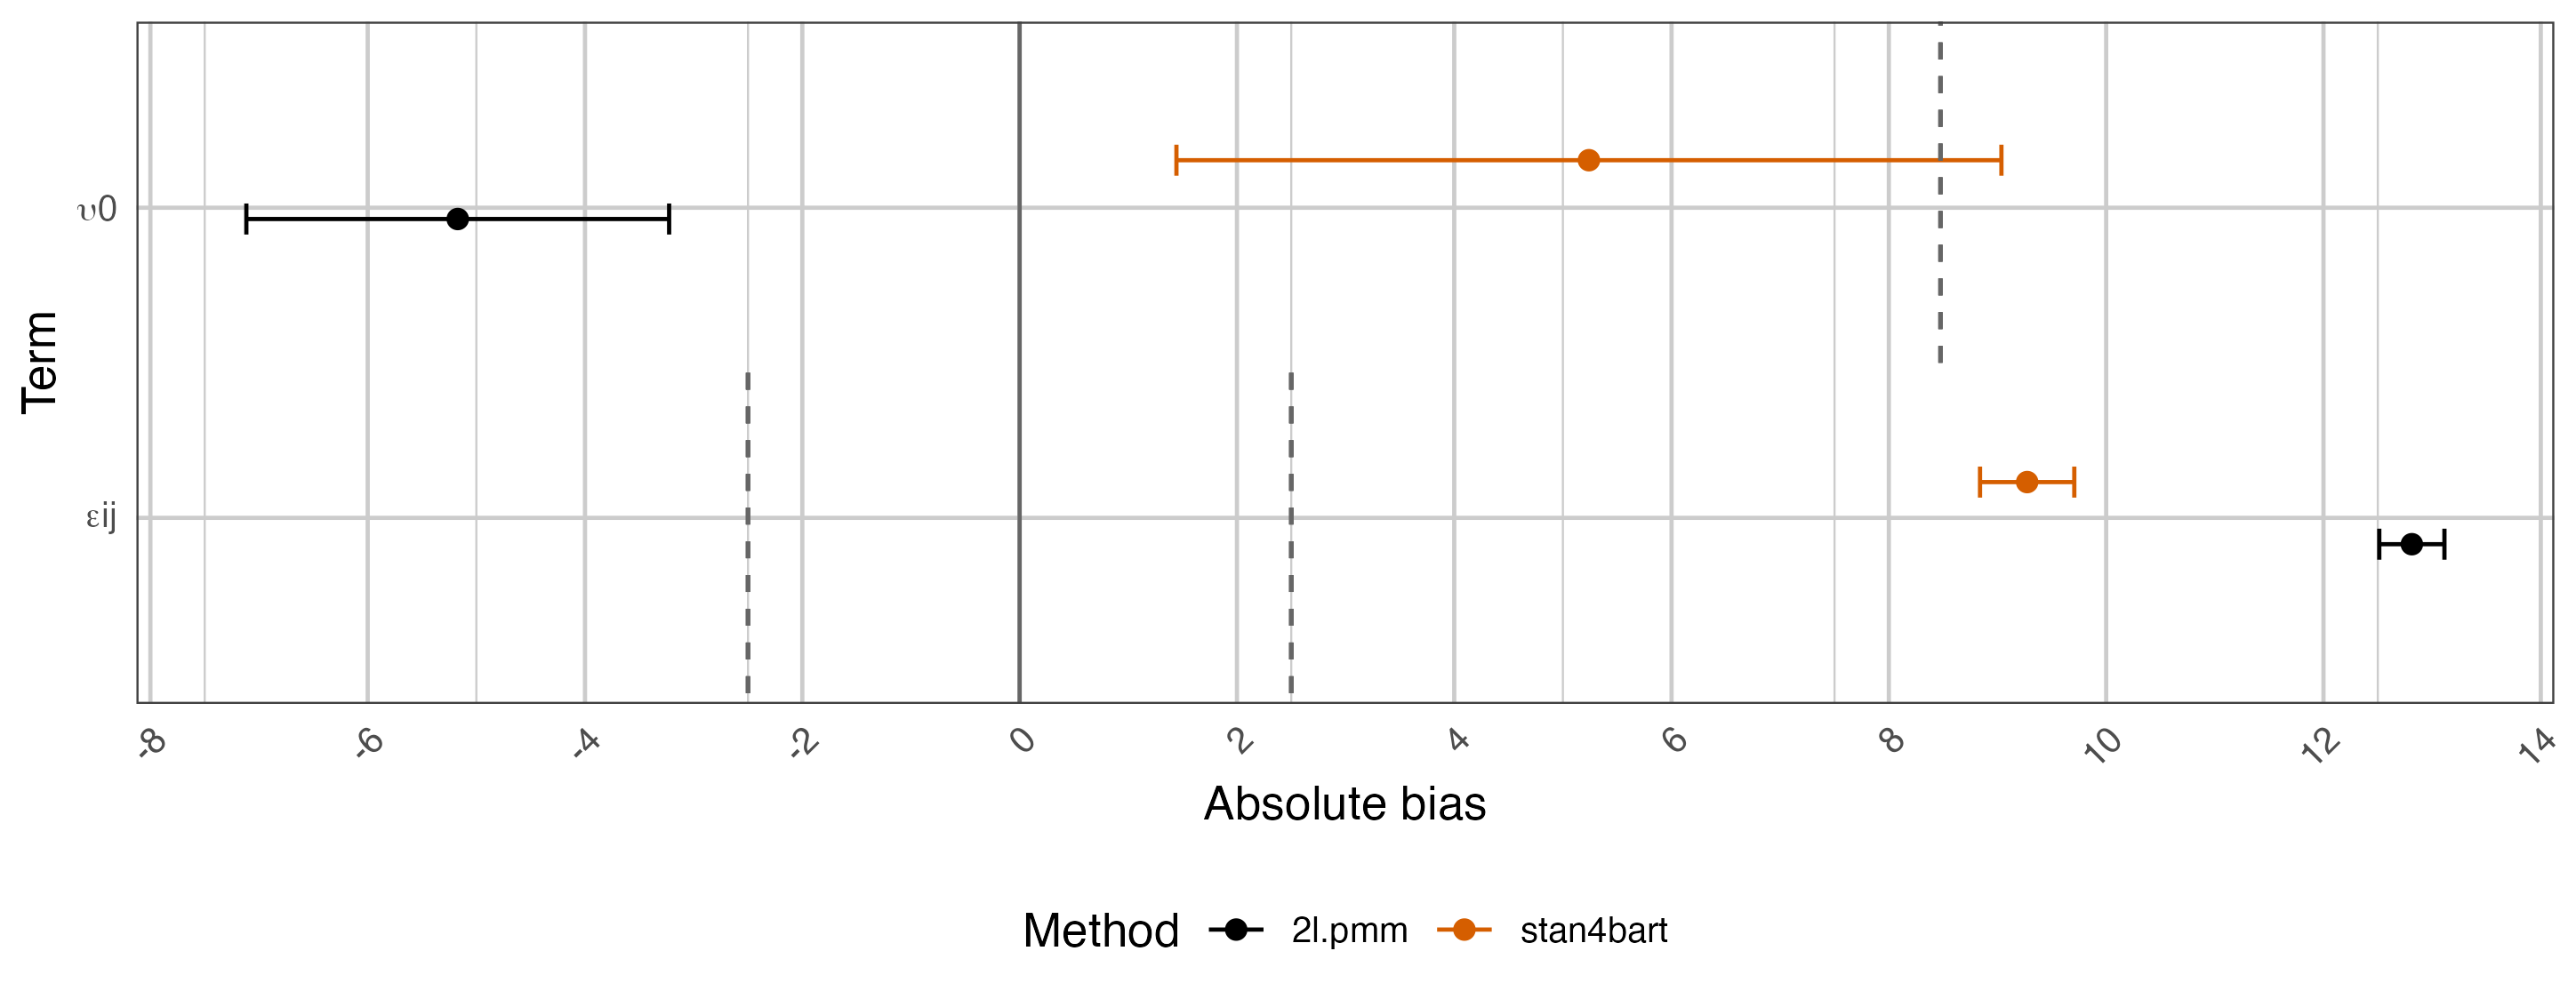 Term
υ0
εij
-8 -6 -4 -2 0 2 4 6 8 10 12 14
Absolute bias
Method 2l.pmm stan4bart